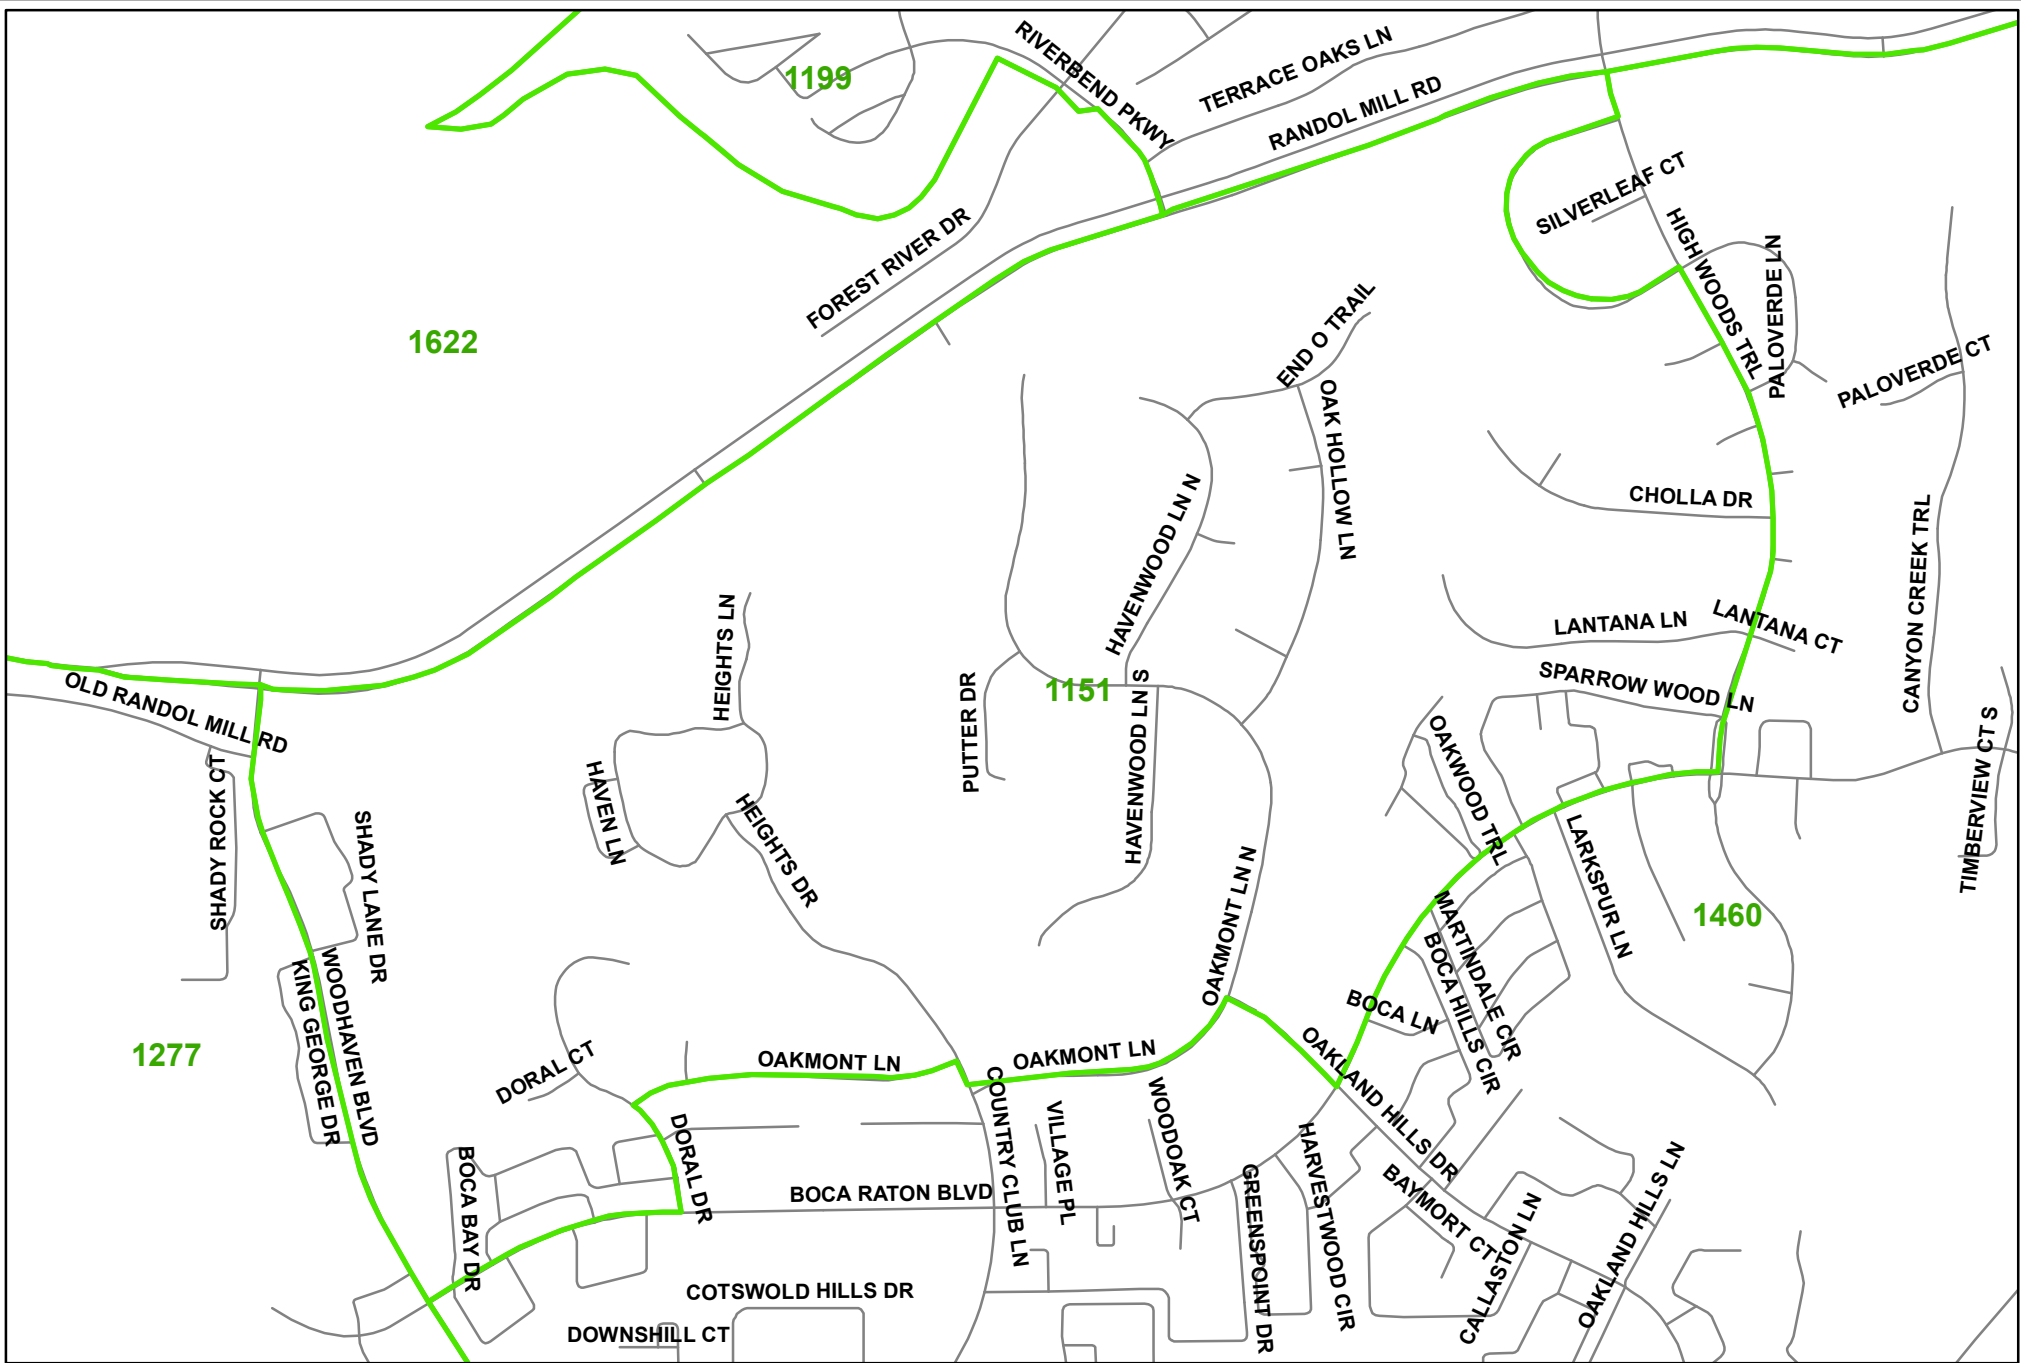 RIVERBEND PKWY
TERRACE OAKS LN
1199
RANDOL MILL RD
SILVERLEAF CT
FOREST RIVER DR
HIGH WOODS TRL
PALOVERDE LN
1622
END O TRAIL
PALOVERDE CT
OAK HOLLOW LN
HAVENWOOD LN N
CHOLLA DR
CANYON CREEK TRL
LANTANA LN
LANTANA CT
HEIGHTS LN
SPARROW WOOD LN
PUTTER DR
1151
HAVENWOOD LN S
OLD RANDOL MILL RD
OAKWOOD TRL
TIMBERVIEW CT S
SHADY ROCK CT
HAVEN LN
HEIGHTS DR
SHADY LANE DR
LARKSPUR LN
OAKMONT LN N
MARTINDALE CIR
1460
BOCA HILLS CIR
WOODHAVEN BLVD
KING GEORGE DR
BOCA LN
1277
OAKMONT LN
OAKMONT LN
OAKLAND HILLS DR
DORAL CT
COUNTRY CLUB LN
VILLAGE PL
WOODOAK CT
DORAL DR
HARVESTWOOD CIR
BOCA BAY DR
BOCA RATON BLVD
GREENSPOINT DR
BAYMORT CT
CALLASTON LN
OAKLAND HILLS LN
COTSWOLD HILLS DR
DOWNSHILL CT